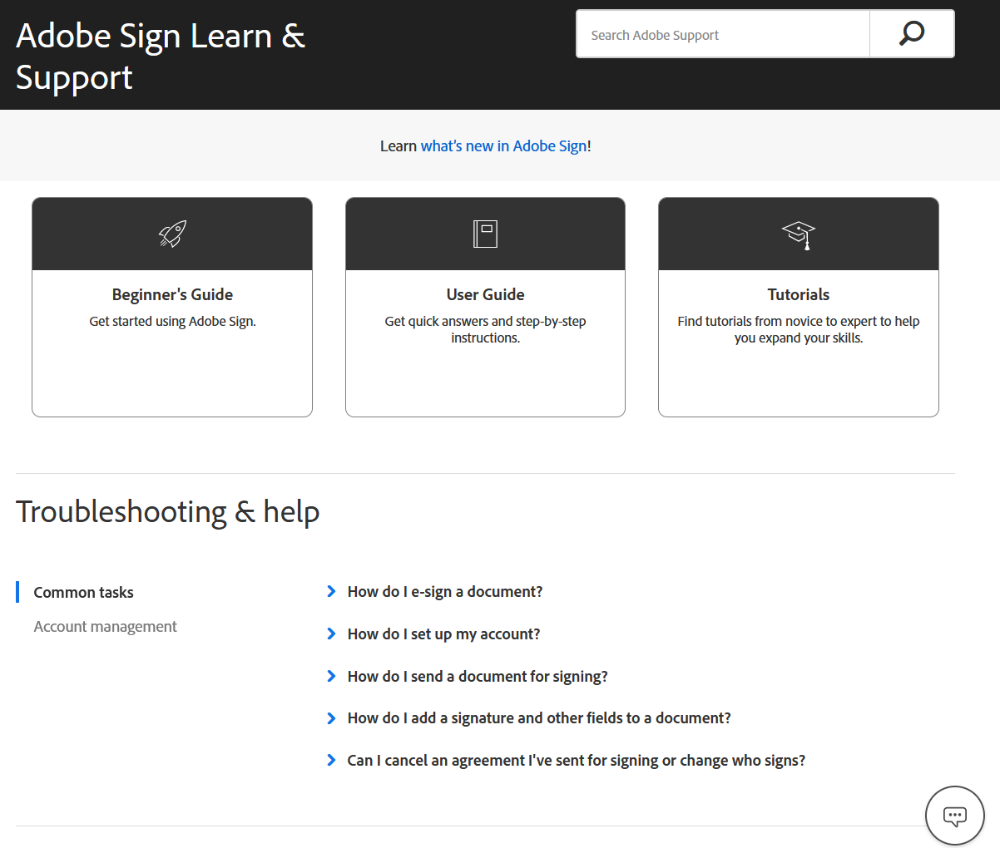 Adobe Sign Learn &
Support
Search Adobe Support
Learn what's new in Adobe Sign!
Beginner's Guide
Get started using Adobe Sign.
User Guide
Get quick answers and step-by-step
instructions.
Tutorials
Find tutorials from novice to expert to help
you expand your skills.
Troubleshooting & help
Common tasks
Account management
How do I e-sign a document?
How do I set up my account?
How do I send a document for signing?
How do I add a signature and other fields to a document?
Can I cancel an agreement I've sent for signing or change who signs?